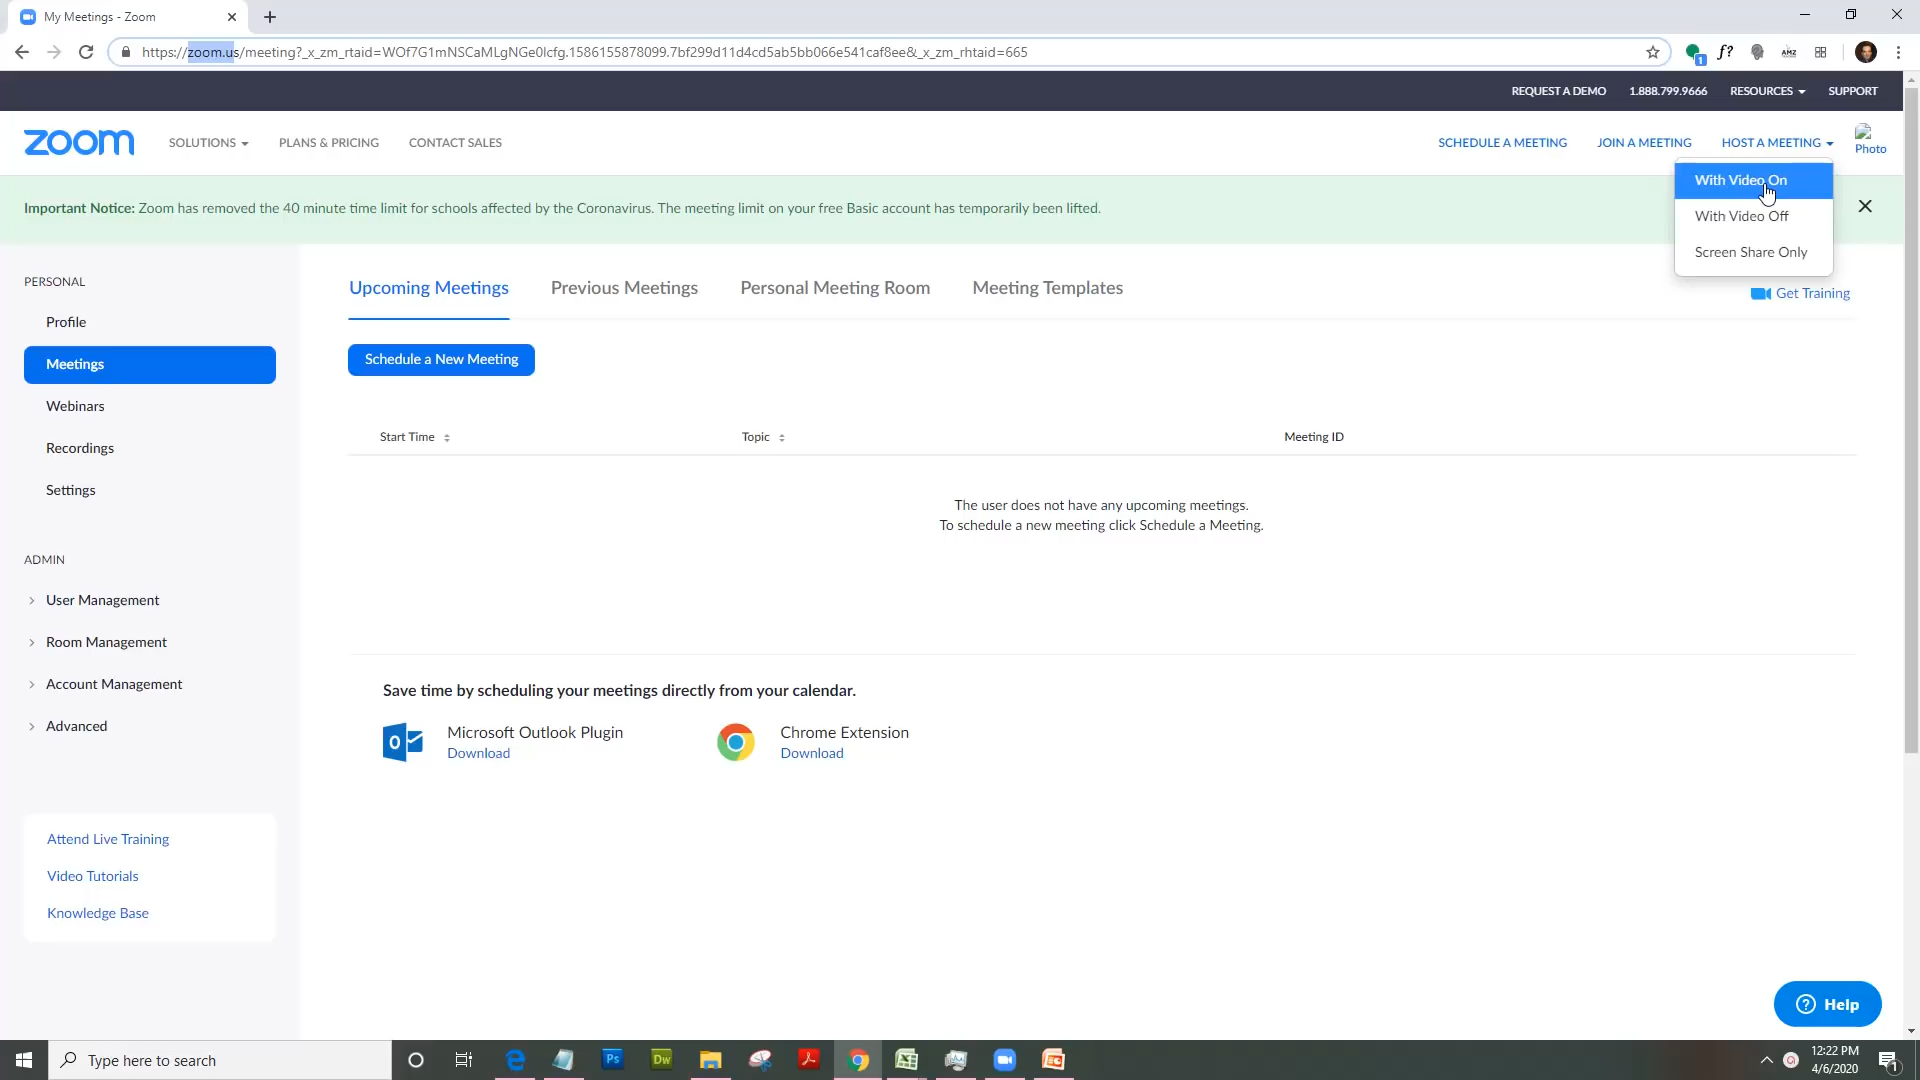 My Meetings - Zoom
https://zoom.us/meeting?_x_zm_rtaid=WOf7G1mNSCaMLgNGe0lcfg.1586155878099.7bf299d11d4cd5ab5bb066e541caf8ee&_x_zm_rhtaid=665
1
f?
AMZ
REQUEST A DEMO
1.888.799.9666
RESOURCES
SUPPORT
zoom
SOLUTIONS
PLANS & PRICING
CONTACT SALES
SCHEDULE A MEETING
JOIN A MEETING
HOST A MEETING
Photo
With Video On
With Video Off
Screen Share Only
Important Notice: Zoom has removed the 40 minute time limit for schools affected by the Coronavirus. The meeting limit on your free Basic account has temporarily been lifted.
PERSONAL
Profile
Meetings
Webinars
Recordings
Settings
ADMIN
User Management
Room Management
Account Management
Advanced
Attend Live Training
Video Tutorials
Knowledge Base
Upcoming Meetings
Previous Meetings
Personal Meeting Room
Meeting Templates
Get Training
Schedule a New Meeting
Start Time
Topic
Meeting ID
The user does not have any upcoming meetings.
To schedule a new meeting click Schedule a Meeting.
Save time by scheduling your meetings directly from your calendar.
Microsoft Outlook Plugin
Download
Chrome Extension
Download
Help
Type here to search
Ps
Dw
12:22 PM
4/6/2020
1